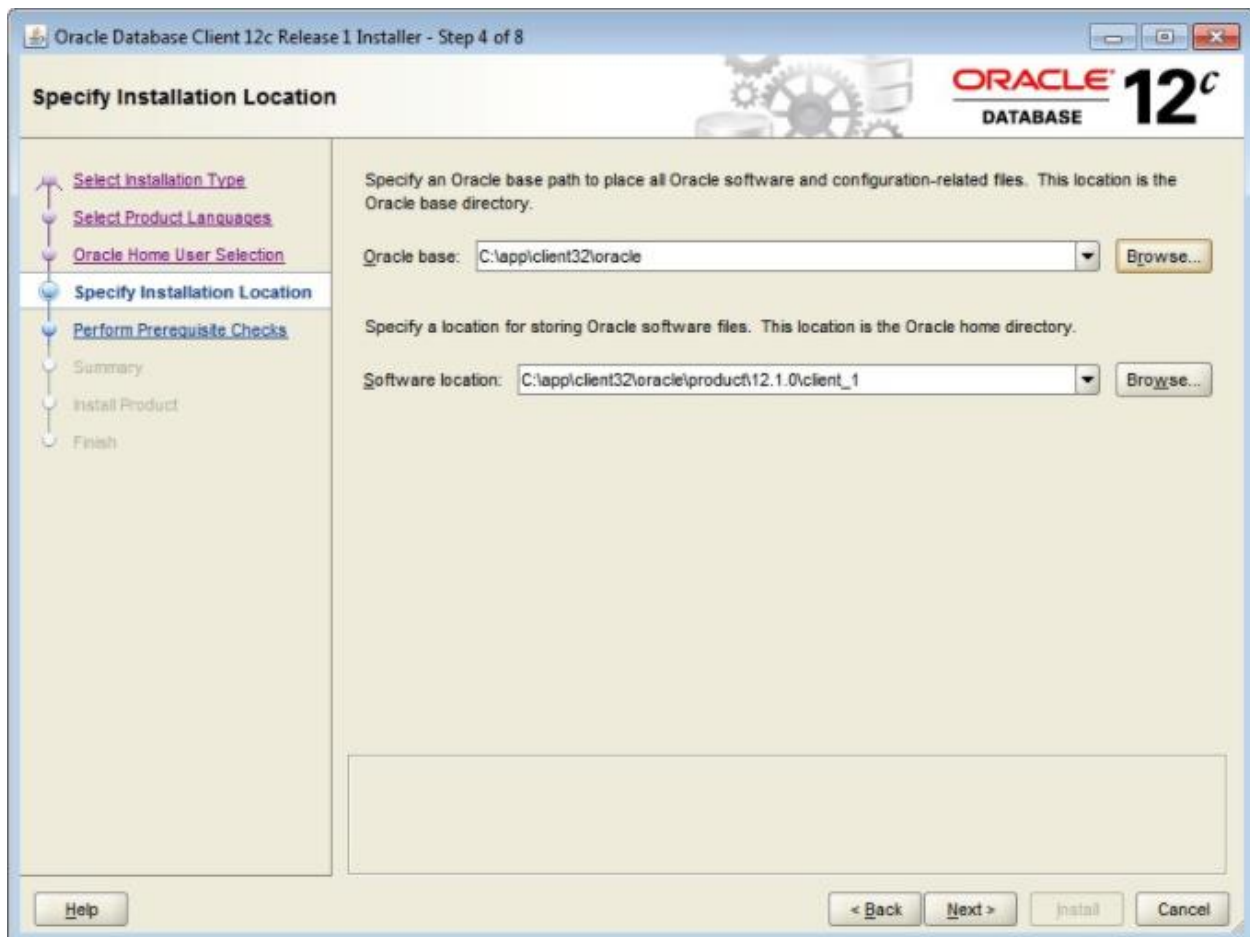 Oracle Database Client 12c Release 1 Installer - Step 4 of 8
Specify Installation Location
ORACLE
DATABASE
12c
Select Installation Type
Select Product Languages
Oracle Home User Selection
Specify Installation Location
Perform Prerequisite Checks
Summary
Install Product
Finish
Specify an Oracle base path to place all Oracle software and configuration-related files. This location is the
Oracle base directory.
Oracle base: C:\app\client32\oracle Browse...
Specify a location for storing Oracle software files. This location is the Oracle home directory.
Software location: C:\app\client32\oracle\product\12.1.0\client_1 Browse...
Help < Back Next > Install Cancel